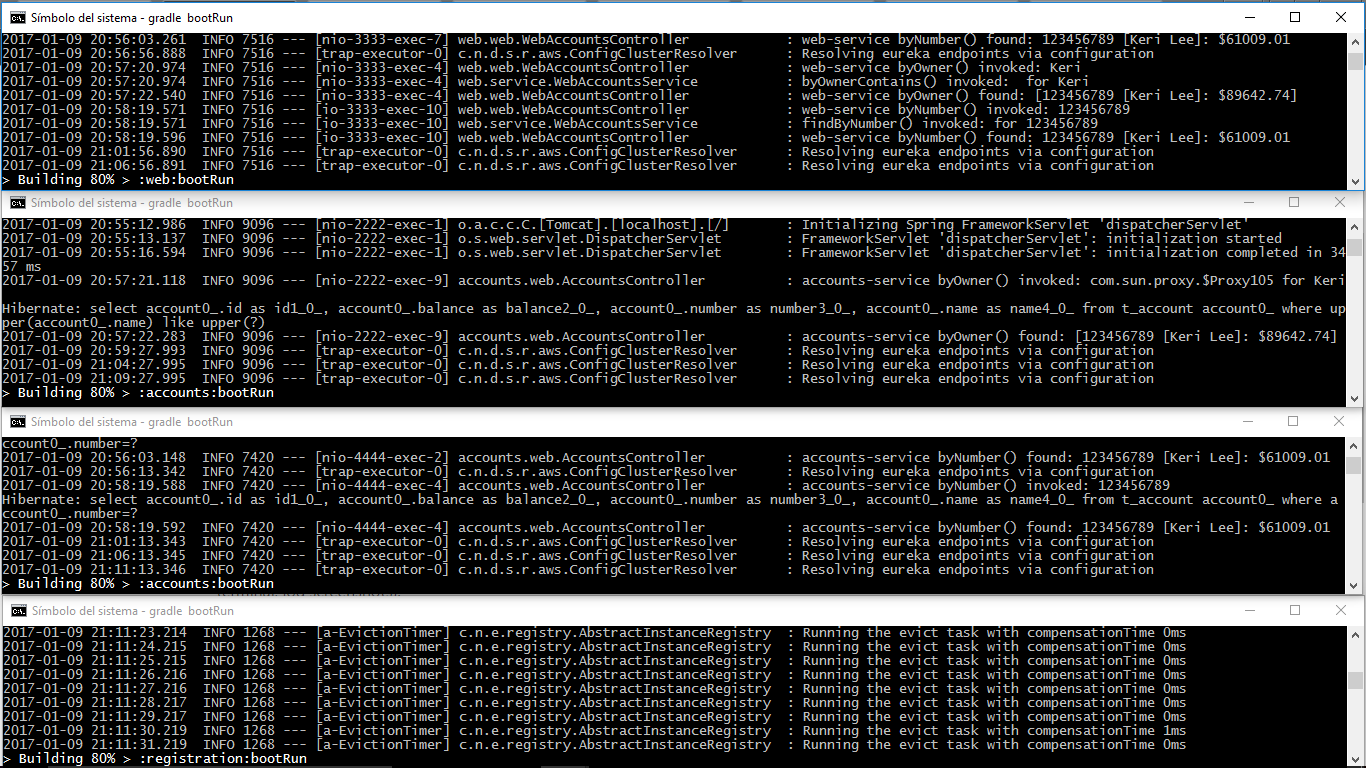 Símbolo del sistema - gradle bootRun
2017-01-09 20:56:03.261 INFO 7516 --- [nio-3333-exec-7] web.web.WebAccountsController : web-service byNumber() found: 123456789 [Keri Lee]: $61009.01
2017-01-09 20:56:56.888 INFO 7516 --- [trap-executor-0] c.n.d.s.r.aws.ConfigClusterResolver : Resolving eureka endpoints via configuration
2017-01-09 20:57:20.974 INFO 7516 --- [nio-3333-exec-4] web.web.WebAccountsController : web-service byOwner() invoked: Keri
2017-01-09 20:57:20.974 INFO 7516 --- [nio-3333-exec-4] web.service.WebAccountsService : byOwnerContains() invoked: for Keri
2017-01-09 20:57:22.540 INFO 7516 --- [nio-3333-exec-4] web.web.WebAccountsController : web-service byOwner() found: [123456789 [Keri Lee]: $89642.74]
2017-01-09 20:58:19.571 INFO 7516 --- [io-3333-exec-10] web.web.WebAccountsController : web-service byNumber() invoked: 123456789
2017-01-09 20:58:19.571 INFO 7516 --- [io-3333-exec-10] web.service.WebAccountsService : findByNumber() invoked: for 123456789
2017-01-09 20:58:19.596 INFO 7516 --- [io-3333-exec-10] web.web.WebAccountsController : web-service byNumber() found: 123456789 [Keri Lee]: $61009.01
2017-01-09 21:01:56.890 INFO 7516 --- [trap-executor-0] c.n.d.s.r.aws.ConfigClusterResolver : Resolving eureka endpoints via configuration
2017-01-09 21:06:56.891 INFO 7516 --- [trap-executor-0] c.n.d.s.r.aws.ConfigClusterResolver : Resolving eureka endpoints via configuration
> Building 80% > :web:bootRun
Símbolo del sistema - gradle bootRun
2017-01-09 20:55:12.986 INFO 9096 --- [nio-2222-exec-1] o.a.c.c.C.[Tomcat].[localhost].[/] : Initializing Spring FrameworkServlet 'dispatcherServlet'
2017-01-09 20:55:13.137 INFO 9096 --- [nio-2222-exec-1] o.s.web.servlet.DispatcherServlet : FrameworkServlet 'dispatcherServlet': initialization started
2017-01-09 20:55:16.594 INFO 9096 --- [nio-2222-exec-1] o.s.web.servlet.DispatcherServlet : FrameworkServlet 'dispatcherServlet': initialization completed in 34
57 ms
2017-01-09 20:57:21.118 INFO 9096 --- [nio-2222-exec-9] accounts.web.AccountsController : accounts-service byOwner() invoked: com.sun.proxy.$Proxy105 for Keri
Hibernate: select account0_.id as id1_0_, account0_.balance as balance2_0_, account0_.number as number3_0_, account0_.name as name4_0_ from t_account account0_ where up
per(account0_.name) like upper(?)
2017-01-09 20:57:22.283 INFO 9096 --- [nio-2222-exec-9] accounts.web.AccountsController : accounts-service byOwner() found: [123456789 [Keri Lee]: $89642.74]
2017-01-09 20:59:27.993 INFO 9096 --- [trap-executor-0] c.n.d.s.r.aws.ConfigClusterResolver : Resolving eureka endpoints via configuration
2017-01-09 21:04:27.995 INFO 9096 --- [trap-executor-0] c.n.d.s.r.aws.ConfigClusterResolver : Resolving eureka endpoints via configuration
2017-01-09 21:09:27.995 INFO 9096 --- [trap-executor-0] c.n.d.s.r.aws.ConfigClusterResolver : Resolving eureka endpoints via configuration
> Building 80% > :accounts:bootRun
Símbolo del sistema - gradle bootRun
ccount0_.number=?
2017-01-09 20:56:03.148 INFO 7420 --- [nio-4444-exec-2] accounts.web.AccountsController : accounts-service byNumber() found: 123456789 [Keri Lee]: $61009.01
2017-01-09 20:56:13.342 INFO 7420 --- [trap-executor-0] c.n.d.s.r.aws.ConfigClusterResolver : Resolving eureka endpoints via configuration
2017-01-09 20:58:19.588 INFO 7420 --- [nio-4444-exec-4] accounts.web.AccountsController : accounts-service byNumber() invoked: 123456789
Hibernate: select account0_.id as id1_0_, account0_.balance as balance2_0_, account0_.number as number3_0_, account0_.name as name4_0_ from t_account account0_ where a
ccount0_.number=?
2017-01-09 20:58:19.592 INFO 7420 --- [nio-4444-exec-4] accounts.web.AccountsController : accounts-service byNumber() found: 123456789 [Keri Lee]: $61009.01
2017-01-09 21:01:13.343 INFO 7420 --- [trap-executor-0] c.n.d.s.r.aws.ConfigClusterResolver : Resolving eureka endpoints via configuration
2017-01-09 21:06:13.345 INFO 7420 --- [trap-executor-0] c.n.d.s.r.aws.ConfigClusterResolver : Resolving eureka endpoints via configuration
2017-01-09 21:11:13.346 INFO 7420 --- [trap-executor-0] c.n.d.s.r.aws.ConfigClusterResolver : Resolving eureka endpoints via configuration
> Building 80% > :accounts:bootRun
Símbolo del sistema - gradle bootRun
2017-01-09 21:11:23.214 INFO 1268 --- [a-EvictionTimer] c.n.e.registry.AbstractInstanceRegistry : Running the evict task with compensationTime 0ms
2017-01-09 21:11:24.215 INFO 1268 --- [a-EvictionTimer] c.n.e.registry.AbstractInstanceRegistry : Running the evict task with compensationTime 0ms
2017-01-09 21:11:25.215 INFO 1268 --- [a-EvictionTimer] c.n.e.registry.AbstractInstanceRegistry : Running the evict task with compensationTime 0ms
2017-01-09 21:11:26.216 INFO 1268 --- [a-EvictionTimer] c.n.e.registry.AbstractInstanceRegistry : Running the evict task with compensationTime 0ms
2017-01-09 21:11:27.216 INFO 1268 --- [a-EvictionTimer] c.n.e.registry.AbstractInstanceRegistry : Running the evict task with compensationTime 0ms
2017-01-09 21:11:28.217 INFO 1268 --- [a-EvictionTimer] c.n.e.registry.AbstractInstanceRegistry : Running the evict task with compensationTime 0ms
2017-01-09 21:11:29.217 INFO 1268 --- [a-EvictionTimer] c.n.e.registry.AbstractInstanceRegistry : Running the evict task with compensationTime 0ms
2017-01-09 21:11:30.219 INFO 1268 --- [a-EvictionTimer] c.n.e.registry.AbstractInstanceRegistry : Running the evict task with compensationTime 1ms
2017-01-09 21:11:31.219 INFO 1268 --- [a-EvictionTimer] c.n.e.registry.AbstractInstanceRegistry : Running the evict task with compensationTime 0ms
> Building 80% > :registration:bootRun